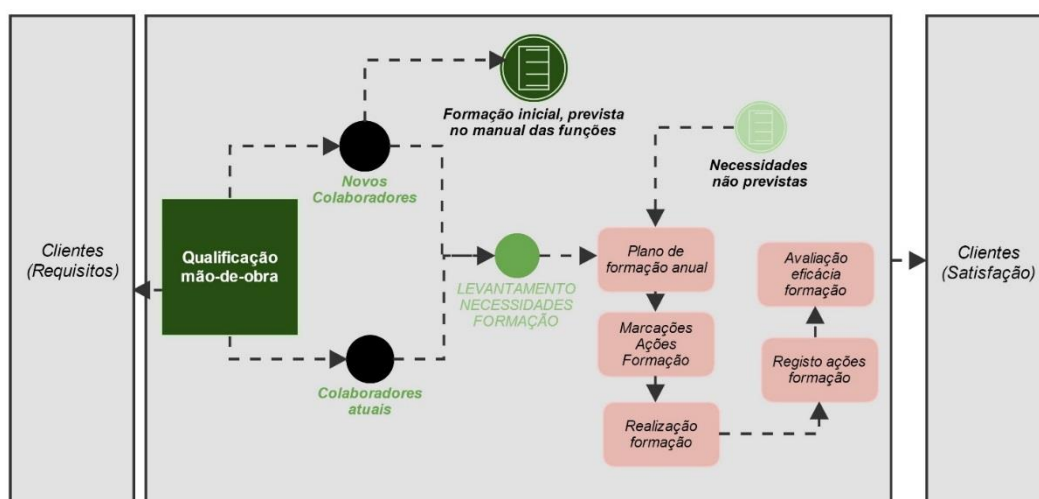 Clientes
(Requisitos)
Qualificação
mão-de-obra
Novos
Colaboradores
Colaboradores
atuais
Formação inicial, prevista
no manual das funções
LEVANTAMENTO
NECESSIDADES
FORMAÇÃO
Necessidades
não previstas
Plano de
formação anual
Marcações
Ações
Formação
Realização
formação
Registo ações
formação
Avaliação
eficácia
formação
Clientes
(Satisfação)